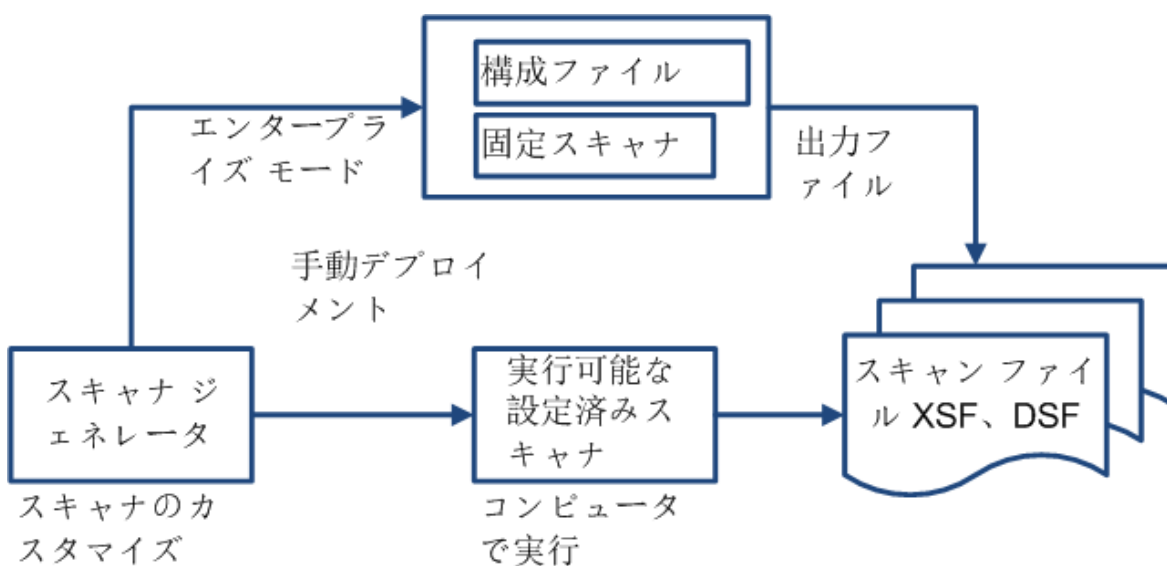 構成ファイル
固定スキャナ
エンタープラ
イズ モード
出力フ
ァイル
手動デプロイ
メント
スキャナ ジ
ェネレータ
実行可能な
設定済みス
キャナ
スキャン ファイ
ル XSF、DSF
スキャナのカ
スタマイズ
コンピュータ
で実行